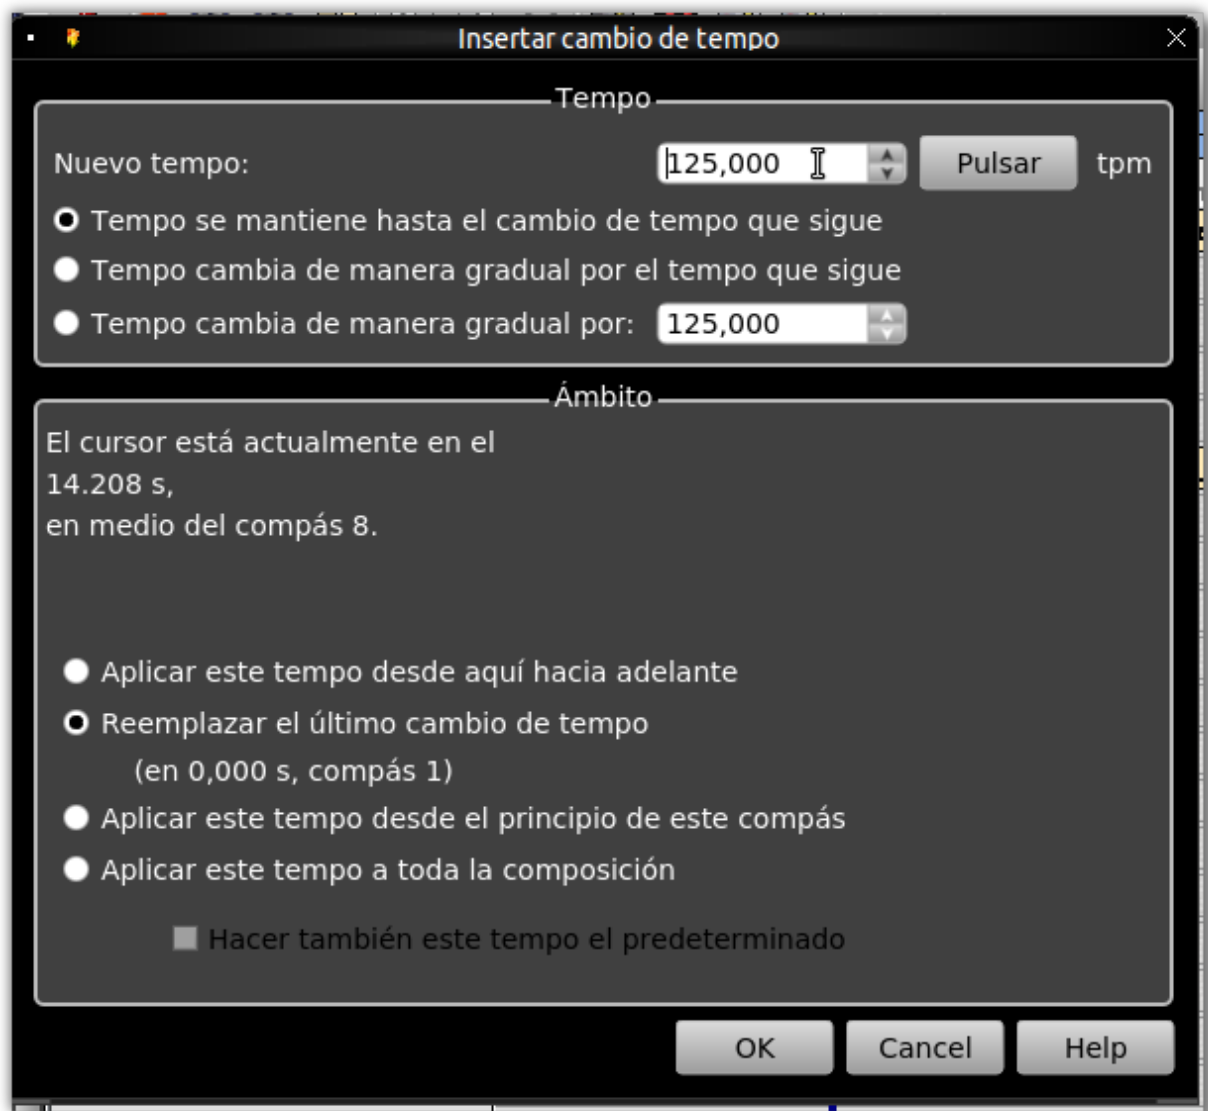 Insertar cambio de tempo
Tempo
Nuevo tempo: 125,000 Pulsar tpm
Tempo se mantiene hasta el cambio de tempo que sigue
Tempo cambia de manera gradual por el tempo que sigue
Tempo cambia de manera gradual por: 125,000
Ámbito
El cursor está actualmente en el
14.208 s,
en medio del compás 8.
Aplicar este tempo desde aquí hacia adelante
Reemplazar el último cambio de tempo
(en 0,000 s, compás 1)
Aplicar este tempo desde el principio de este compás
Aplicar este tempo a toda la composición
Hacer también este tempo el predeterminado
OK Cancel Help